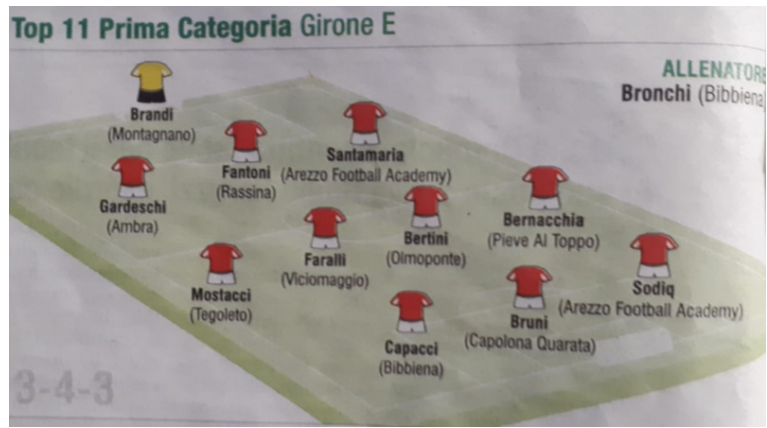 Top 11 Prima Categoria Girone E
ALLENATORE
Bronchi (Bibbiena)
Brandi
(Montagnano)
Fantoni
(Rassina)
Santamaria
(Arezzo Football Academy)
Gardeschi
(Ambra)
Mostacci
(Tegoleto)
Faralli
(Viciomaggio)
Bertini
(Olmoponte)
Bernacchia
(Pieve Al Toppo)
Capacci
(Bibbiena)
Bruni
(Capolona Quarata)
Sodiq
(Arezzo Football Academy)
3-4-3